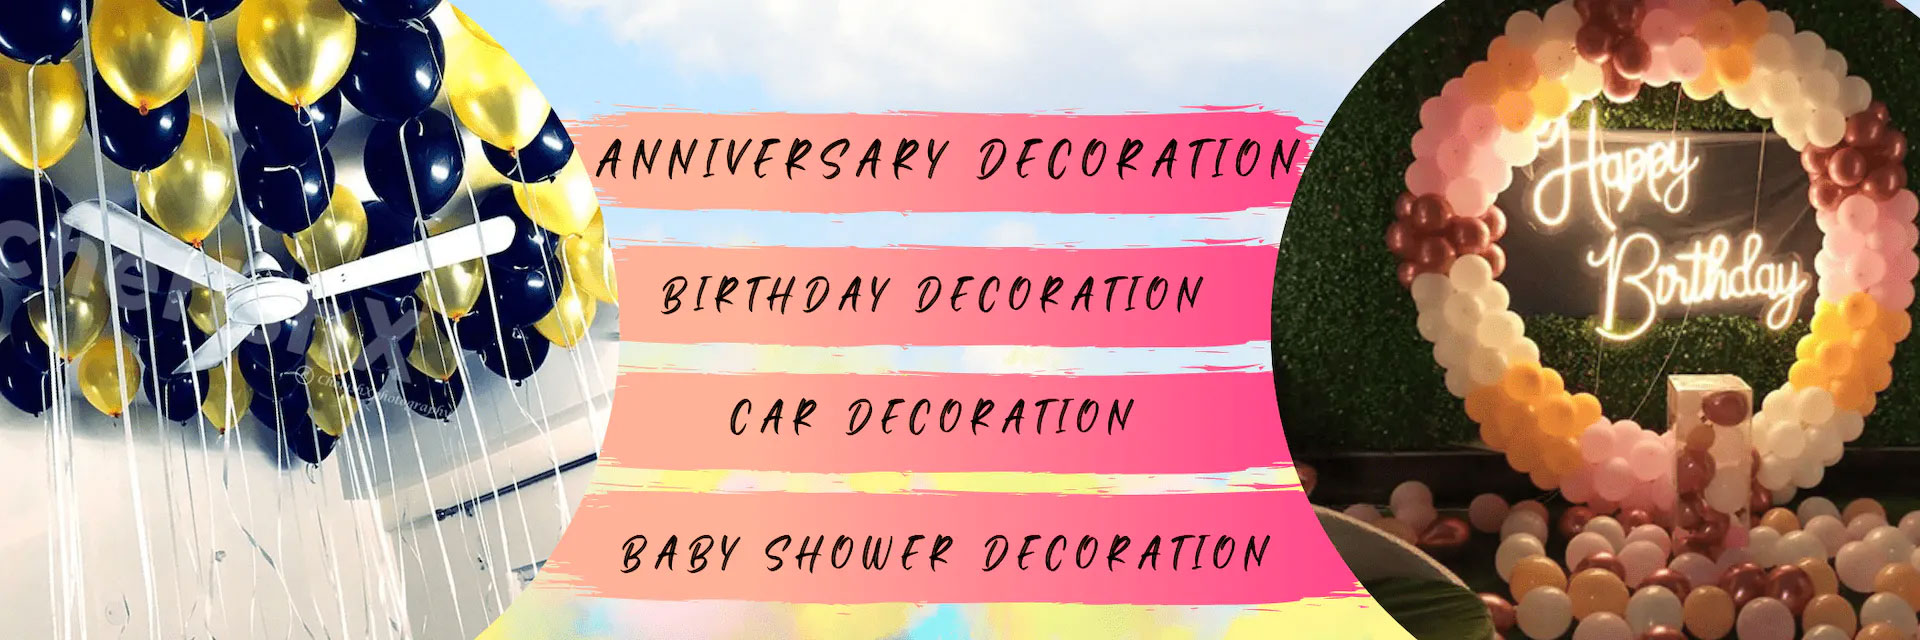 ANNIVERSARY DECORATION
BIRTHDAY DECORATION
CAR DECORATION
BABY SHOWER DECORATION
Happy
Birthday